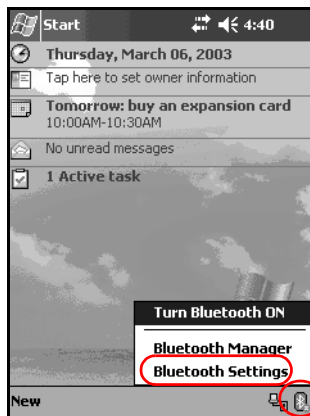 Start 4:40
Thursday, March 06, 2003
Tap here to set owner information
Tomorrow: buy an expansion card
10:00AM-10:30AM
No unread messages
1 Active task
Turn Bluetooth ON
Bluetooth Manager
Bluetooth Settings
New